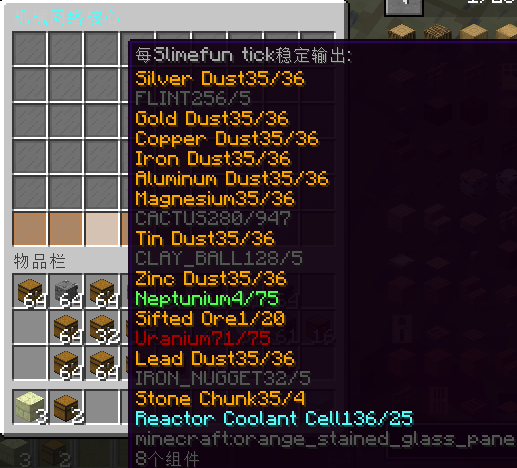 每Slimefun tick稳定输出:
Silver Dust35/36
FLINT256/5
Gold Dust35/36
Copper Dust35/36
Iron Dust35/36
Aluminum Dust35/36
Magnesium35/36
CACTUS280/947
Tin Dust35/36
CLAY_BALL128/5
物品栏
Zinc Dust35/36
Neptunium4/75
Sifted Ore1/20
Uranium71/75
Lead Dust35/36
IRON_NUGGET32/5
Stone Chunk35/4
Reactor Coolant Cell136/25
minecraft:orange_stained_glass_pane
8个组件
64 64 64
64 32
64 64
3 2